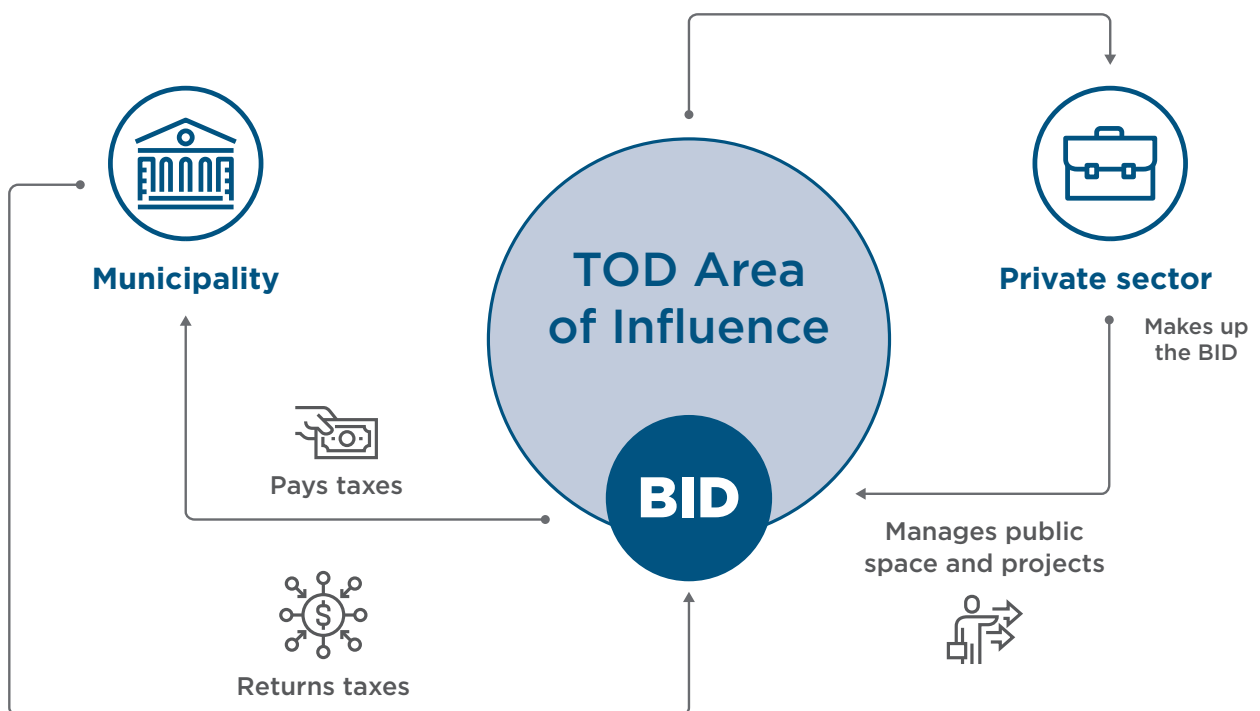 Municipality
TOD Area
of Influence
BID
Private sector
Makes up
the BID
Pays taxes
Manages public
space and projects
$
Returns taxes